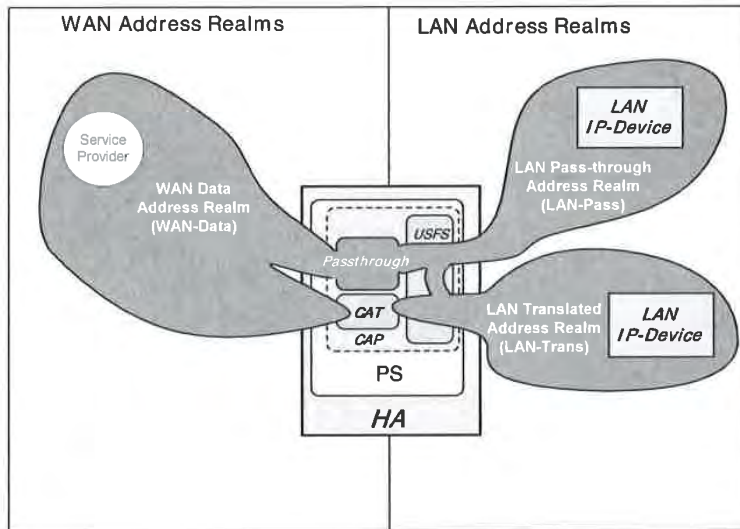 WAN Address Realms
LAN Address Realms
Service
Provider
WAN Data
Address Realm
(WAN-Data)
LAN
IP-Device
LAN Pass-through
Address Realm
(LAN-Pass)
USFS
Passthrough
CAT
CAP
PS
HA
LAN Translated
Address Realm
(LAN-Trans)
LAN
IP-Device